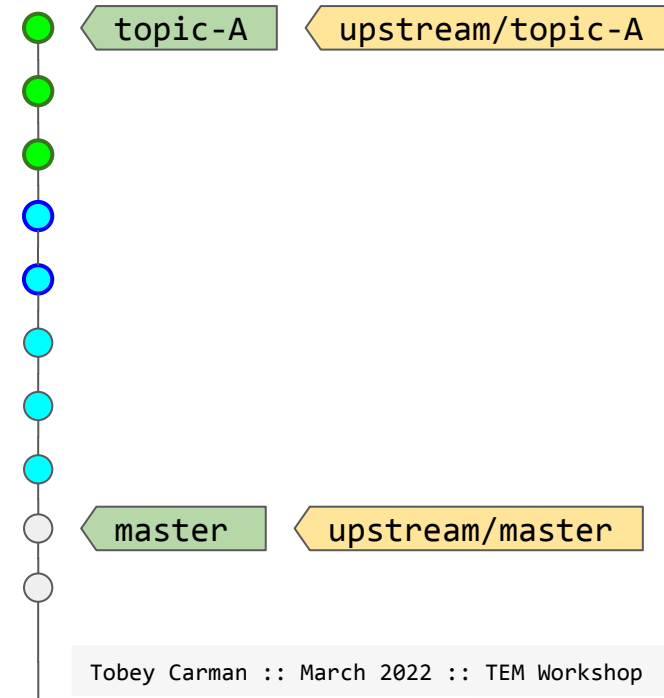 topic-A upstream/topic-A
master upstream/master
Tobey Carman :: March 2022 :: TEM Workshop